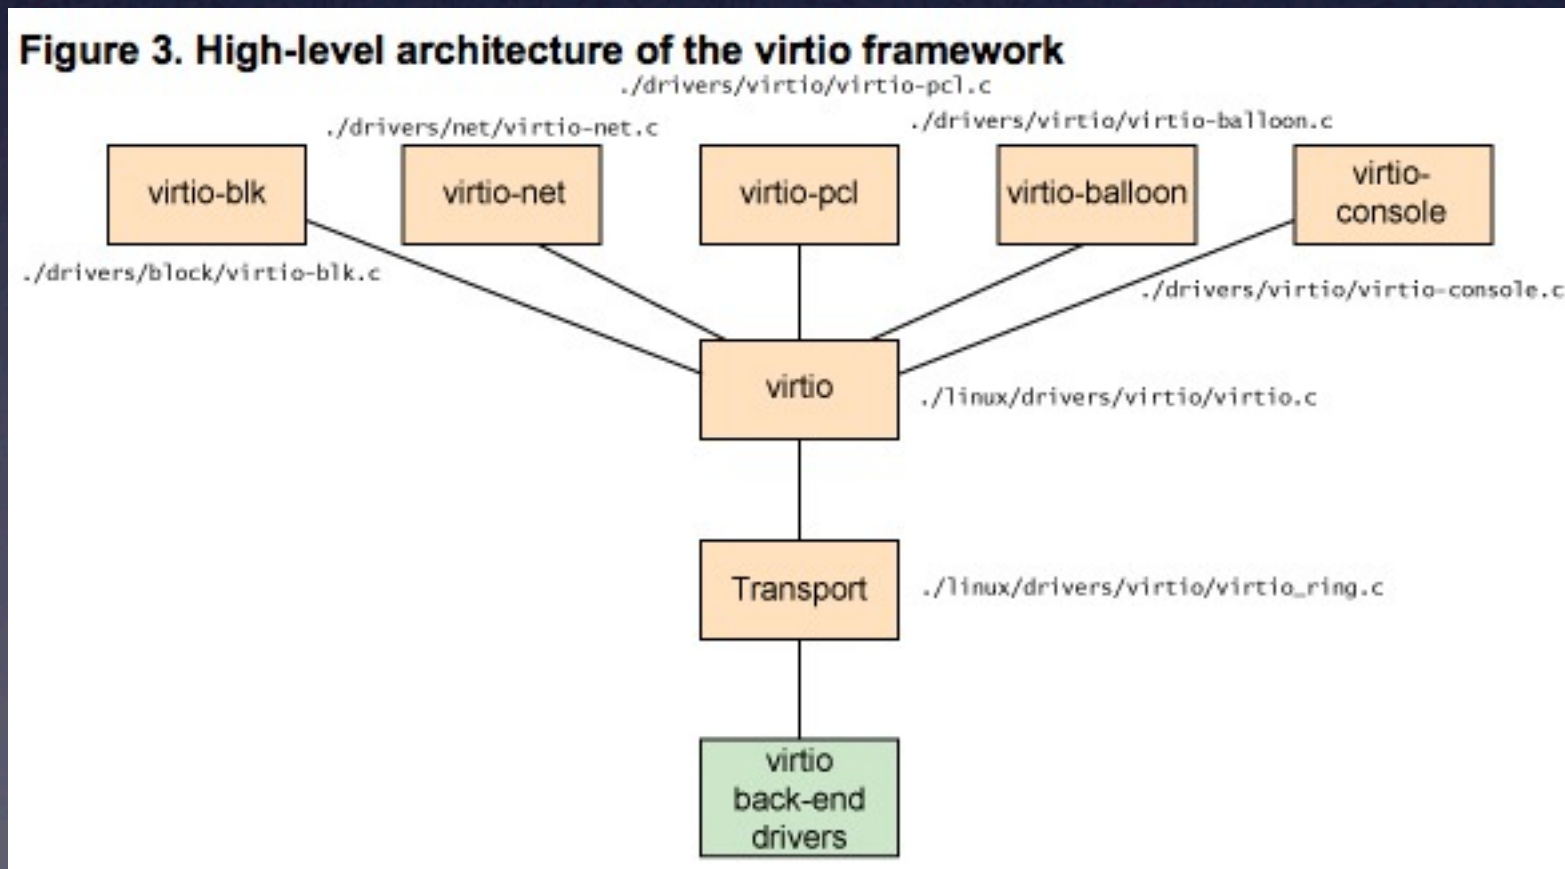 Figure 3. High-level architecture of the virtio framework
./drivers/virtio/virtio-pcl.c
./drivers/net/virtio-net.c
./drivers/virtio/virtio-balloon.c
virtio-blk
virtio-net
virtio-pcl
virtio-balloon
virtio-
console
./drivers/block/virtio-blk.c
./drivers/virtio/virtio-console.c
virtio
./linux/drivers/virtio/virtio.c
Transport
./linux/drivers/virtio/virtio_ring.c
virtio
back-end
drivers